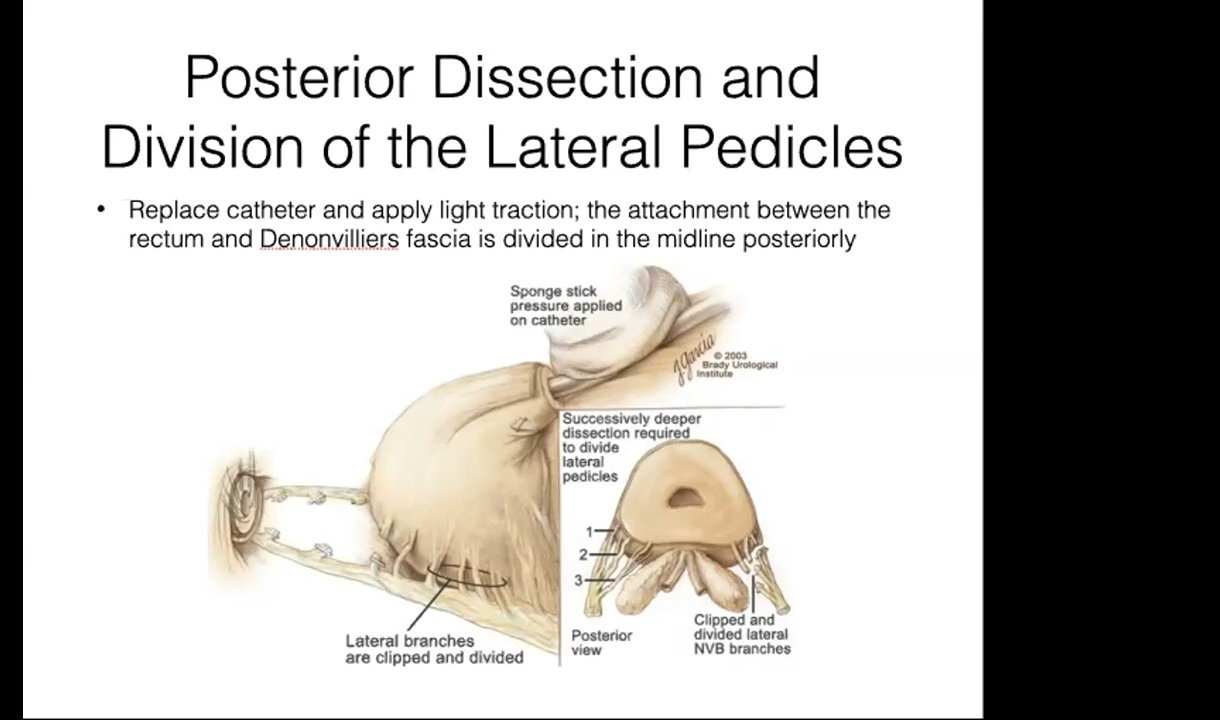 Posterior Dissection and
Division of the Lateral Pedicles
• Replace catheter and apply light traction; the attachment between the
rectum and Denonvilliers fascia is divided in the midline posteriorly
Sponge stick
pressure applied
on catheter
J.Garcia
© 2003
Brady Urological
Institute
Successively deeper
dissection required
to divide
lateral
pedicles
1
2
3
Lateral branches
are clipped and divided
Posterior
view
Clipped and
divided lateral
NVB branches